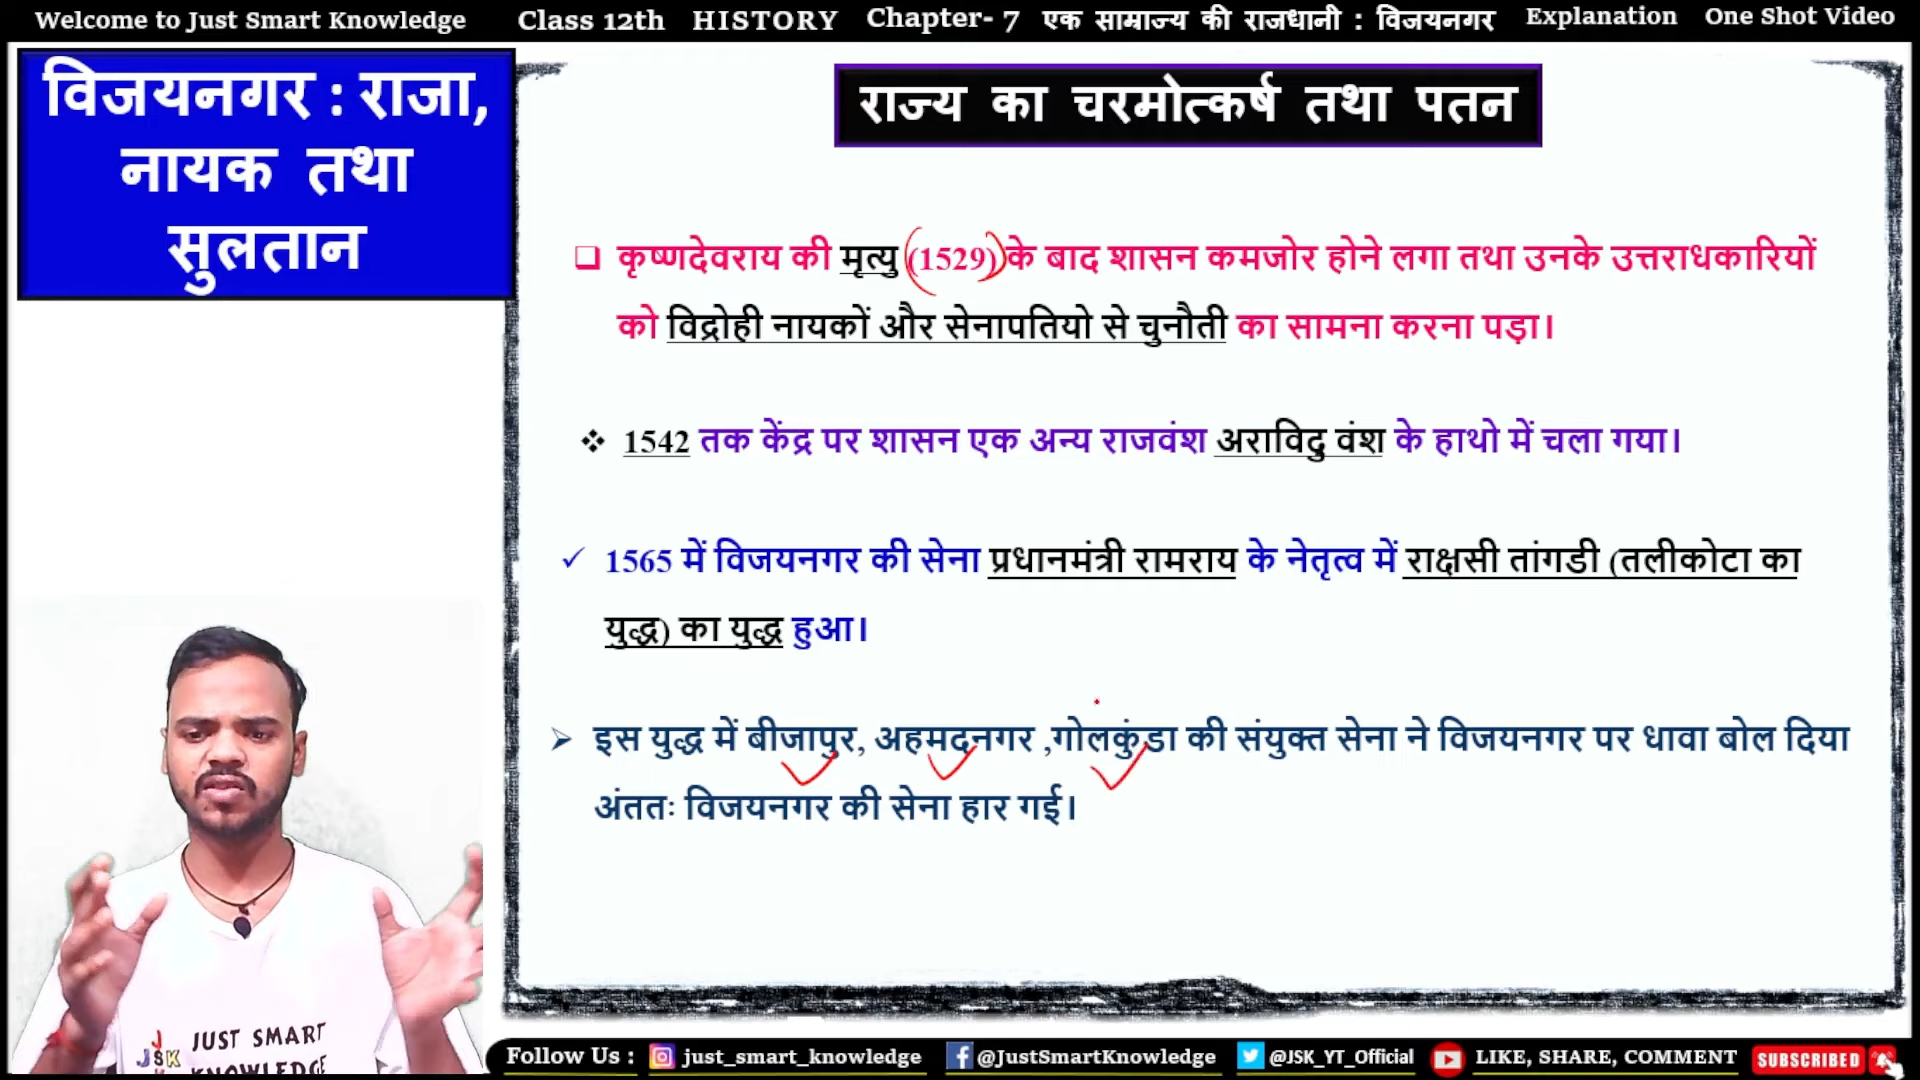 Welcome to Just Smart Knowledge Class 12th HISTORY Chapter- 7 एक साम्राज्य की राजधानी : विजयनगर Explanation One Shot Video
विजयनगर : राजा,
नायक तथा
सुलतान
राज्य का चरमोत्कर्ष तथा पतन
कृष्णदेवराय की मृत्यु (1529) के बाद शासन कमजोर होने लगा तथा उनके उत्तराधकारियों
को विद्रोही नायकों और सेनापतियो से चुनौती का सामना करना पड़ा।
1542 तक केंद्र पर शासन एक अन्य राजवंश अराविदु वंश के हाथो में चला गया।
1565 में विजयनगर की सेना प्रधानमंत्री रामराय के नेतृत्व में राक्षसी तांगडी (तलीकोटा का
युद्ध) का युद्ध हुआ।
इस युद्ध में बीजापुर, अहमदनगर ,गोलकुंडा की संयुक्त सेना ने विजयनगर पर धावा बोल दिया
अंततः विजयनगर की सेना हार गई।
JUST SMART
JSK KNOWLEDGE
Follow Us : just_smart_knowledge @JustSmartKnowledge @JSK_YT_Official LIKE, SHARE, COMMENT SUBSCRIBED